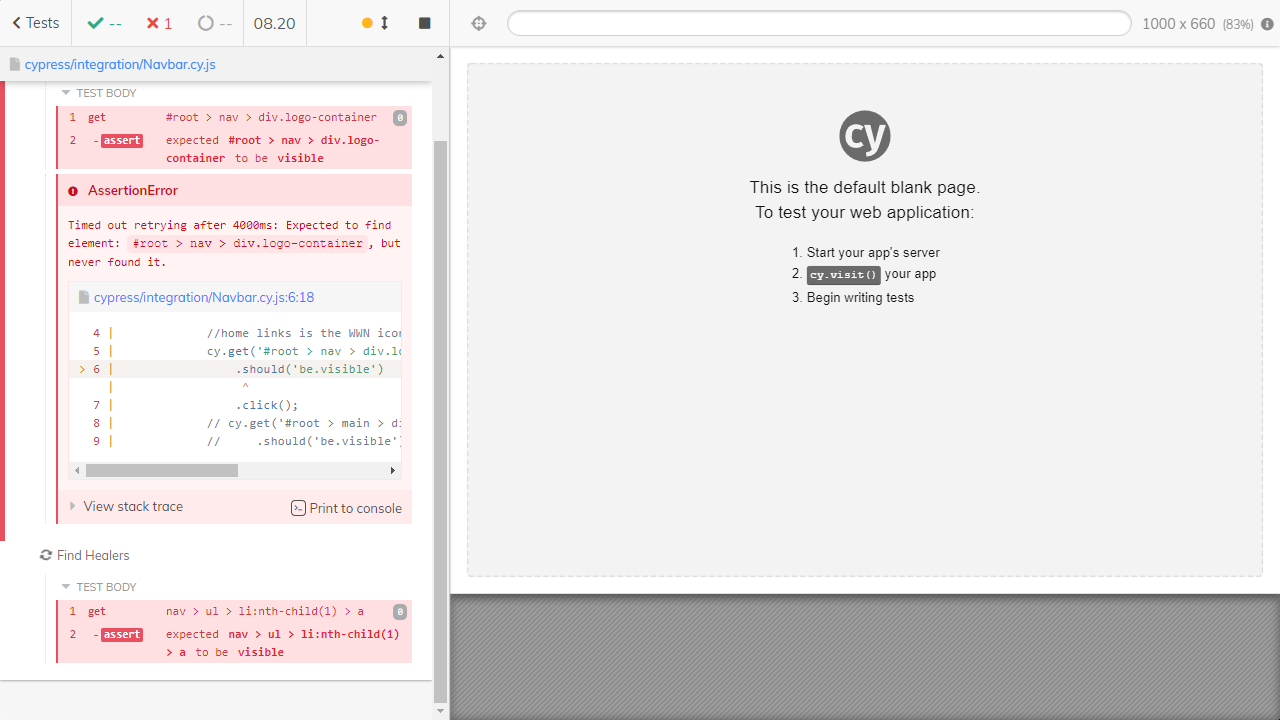 Tests
--
1
--
08.20
1000 x 660 (83%)
cypress/integration/Navbar.cy.js
TEST BODY
1 get #root > nav > div.logo-container 0
2 -assert expected #root > nav > div.logo-
container to be visible
AssertionError
Timed out retrying after 4000ms: Expected to find
element: #root > nav > div.logo-container, but
never found it.
cypress/integration/Navbar.cy.js:6:18
4 | //home links is the WWN icon
5 | cy.get('#root > nav > div.lo
> 6 | .should('be.visible')
| ^
7 | .click();
8 | // cy.get('#root > main > di
9 | // .should('be.visible')
View stack trace
Print to console
Find Healers
TEST BODY
1 get nav > ul > li:nth-child(1) > a 0
2 -assert expected nav > ul > li:nth-child(1)
> a to be visible
cy
This is the default blank page.
To test your web application:
1. Start your app's server
2. cy.visit() your app
3. Begin writing tests